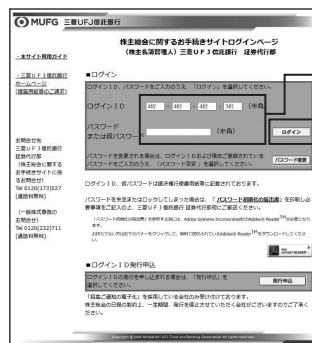 MUFG 三菱UFJ信託銀行
株主総会に関するお手続きサイトログインページ
(株主名簿管理人) 三菱UFJ信託銀行 証券代行部
- 本サイト利用ガイド
- 三菱UFJ信託銀行
ホームページ
(種類用紙等のご請求)
お問合せ先
三菱UFJ信託銀行
証券代行部
(株主総会に関する
お手続きサイトに係
るお問合せ)
Tel 0120(173)027
(通話料無料)
(一般株式事務の
お問合せ)
Tel 0120(232)711
(通話料無料)
■ログイン
ログインID、パスワードをご入力のうえ、「ログイン」を選択してください。
ログインID 4桁 - 4桁 - 4桁 - 3桁 (半角)
パスワード
または仮パスワード (半角)
ログイン
パスワードを変更される場合は、ログインIDおよび現在ご登録されている
パスワードをご入力のうえ、「パスワード変更」を選択してください。
パスワード変更
ログインID、仮パスワードは議決権行使書用紙等に記載されております。
パスワードを失念またはロックしてしまった場合は、「パスワード初期化の届出書」を印刷し必
要事項をご記入の上、三菱UFJ信託銀行 証券代行部宛にご郵送ください。
■ログインID発行申込
ログインIDの発行を申し込まれる場合は、「発行申込」を
選択してください。
発行申込
「招集ご通知の電子化」を採用している会社のみ受け付けております。
株主総会の日程の制約上、一定期間、発行を停止させていただく会社がございますのでご了承く
ださい。